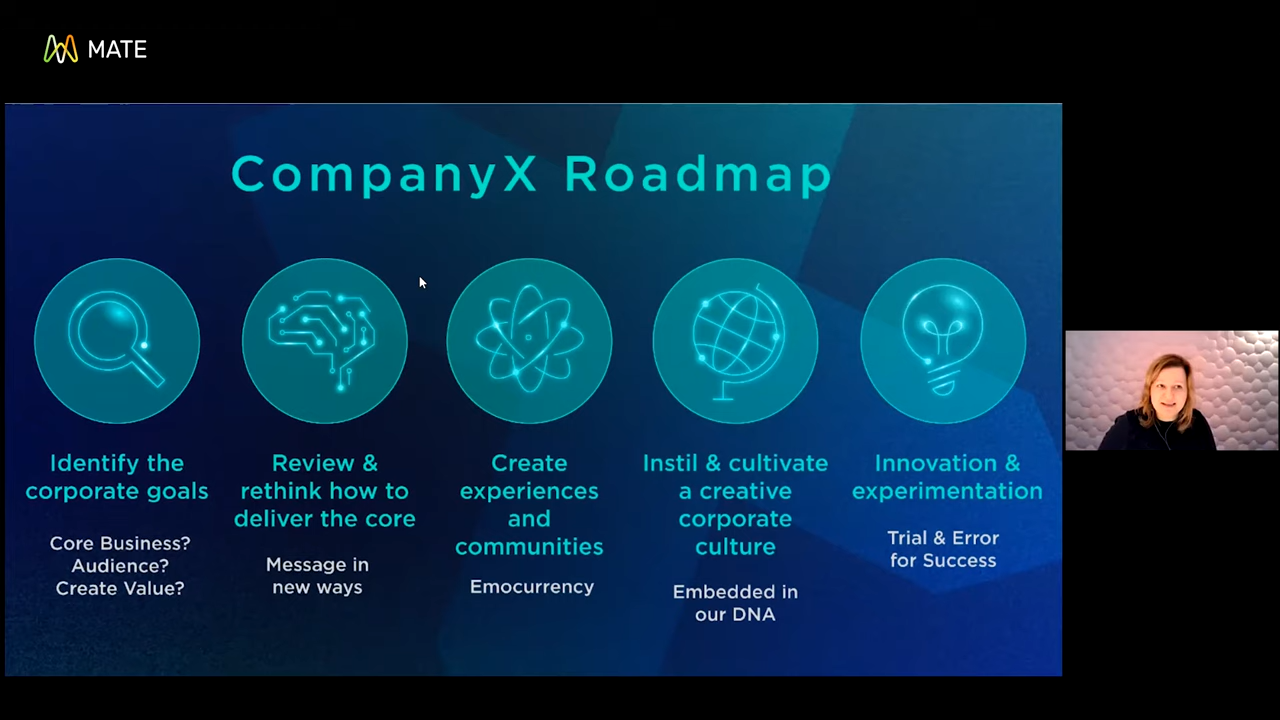 MATE
CompanyX Roadmap
Identify the
corporate goals
Core Business?
Audience?
Create Value?
Review &
rethink how to
deliver the core
Message in
new ways
Create
experiences
and
communities
Emocurrency
Instil & cultivate
a creative
corporate
culture
Embedded in
our DNA
Innovation &
experimentation
Trial & Error
for Success